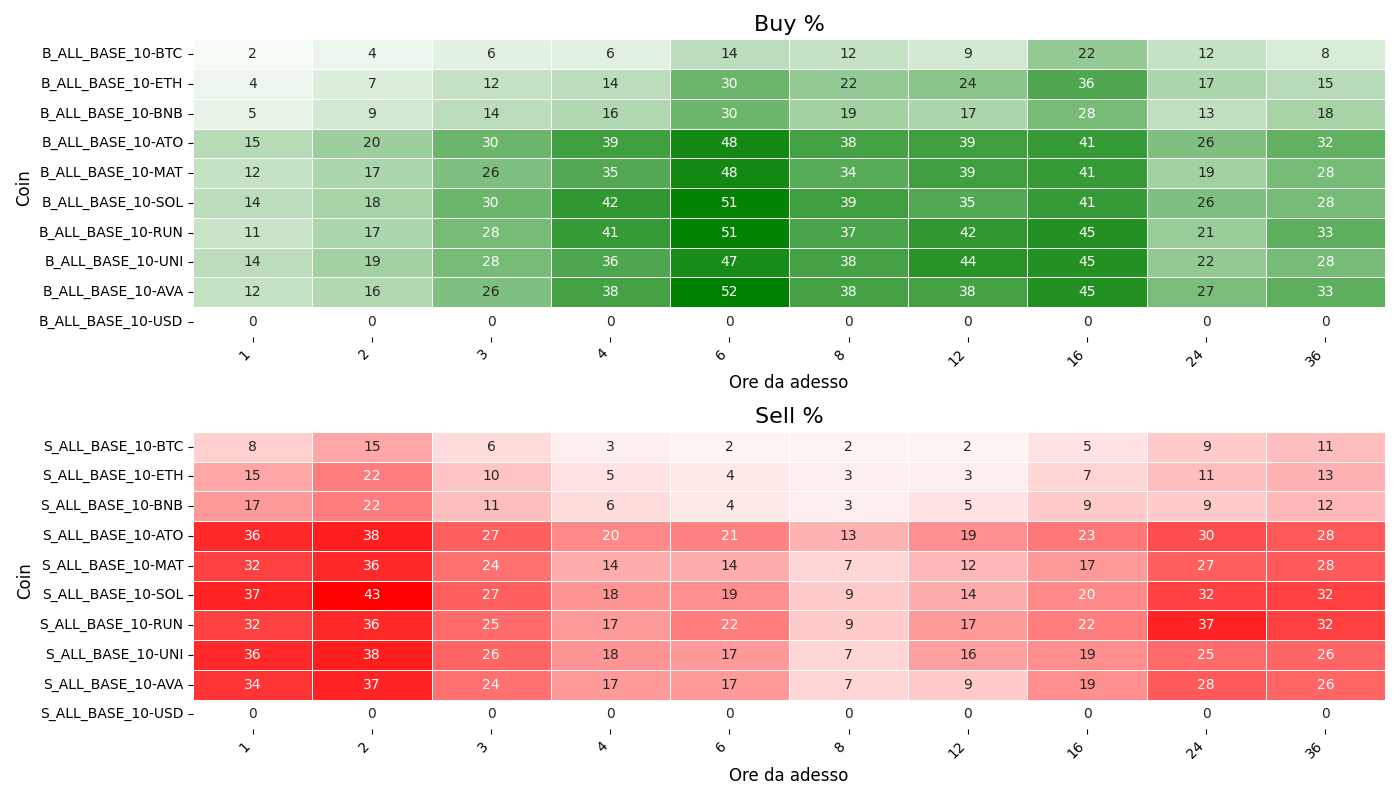 Buy %
Coin
B_ALL_BASE_10-BTC 2 4 6 6 14 12 9 22 12 8
B_ALL_BASE_10-ETH 4 7 12 14 30 22 24 36 17 15
B_ALL_BASE_10-BNB 5 9 14 16 30 19 17 28 13 18
B_ALL_BASE_10-ATO 15 20 30 39 48 38 39 41 26 32
B_ALL_BASE_10-MAT 12 17 26 35 48 34 39 41 19 28
B_ALL_BASE_10-SOL 14 18 30 42 51 39 35 41 26 28
B_ALL_BASE_10-RUN 11 17 28 41 51 37 42 45 21 33
B_ALL_BASE_10-UNI 14 19 28 36 47 38 44 45 22 28
B_ALL_BASE_10-AVA 12 16 26 38 52 38 38 45 27 33
B_ALL_BASE_10-USD 0 0 0 0 0 0 0 0 0 0
1 2 3 4 6 8 12 16 24 36
Ore da adesso
Sell %
Coin
S_ALL_BASE_10-BTC 8 15 6 3 2 2 2 5 9 11
S_ALL_BASE_10-ETH 15 22 10 5 4 3 3 7 11 13
S_ALL_BASE_10-BNB 17 22 11 6 4 3 5 9 9 12
S_ALL_BASE_10-ATO 36 38 27 20 21 13 19 23 30 28
S_ALL_BASE_10-MAT 32 36 24 14 14 7 12 17 27 28
S_ALL_BASE_10-SOL 37 43 27 18 19 9 14 20 32 32
S_ALL_BASE_10-RUN 32 36 25 17 22 9 17 22 37 32
S_ALL_BASE_10-UNI 36 38 26 18 17 7 16 19 25 26
S_ALL_BASE_10-AVA 34 37 24 17 17 7 9 19 28 26
S_ALL_BASE_10-USD 0 0 0 0 0 0 0 0 0 0
1 2 3 4 6 8 12 16 24 36
Ore da adesso